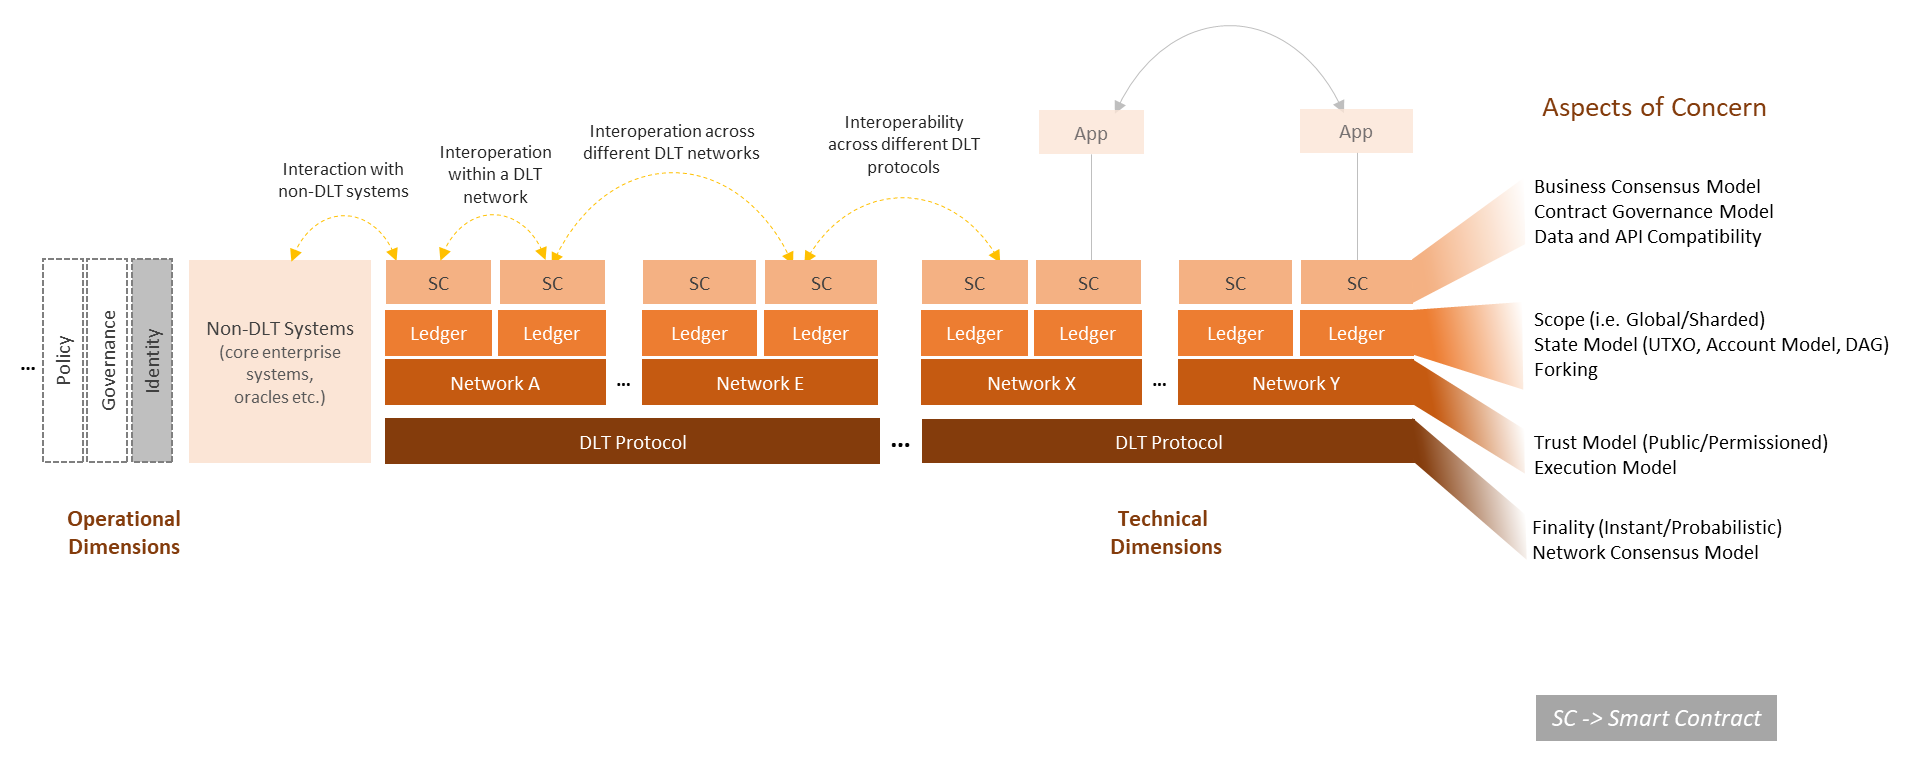 Aspects of Concern
App
App
Interoperability
across different DLT
protocols
Interoperation across
different DLT networks
Interoperation
within a DLT
network
Interaction with
non-DLT systems
Business Consensus Model
Contract Governance Model
Data and API Compatibility
...
Policy
Governance
Identity
Non-DLT Systems
(core enterprise
systems,
oracles etc.)
SC
SC
SC
SC
SC
SC
SC
SC
Ledger
Ledger
Ledger
Ledger
Ledger
Ledger
Ledger
Ledger
Network A
...
Network E
Network X
...
Network Y
DLT Protocol
...
DLT Protocol
Scope (i.e. Global/Sharded)
State Model (UTXO, Account Model, DAG)
Forking
Trust Model (Public/Permissioned)
Execution Model
Finality (Instant/Probabilistic)
Network Consensus Model
Operational
Dimensions
Technical
Dimensions
SC -> Smart Contract